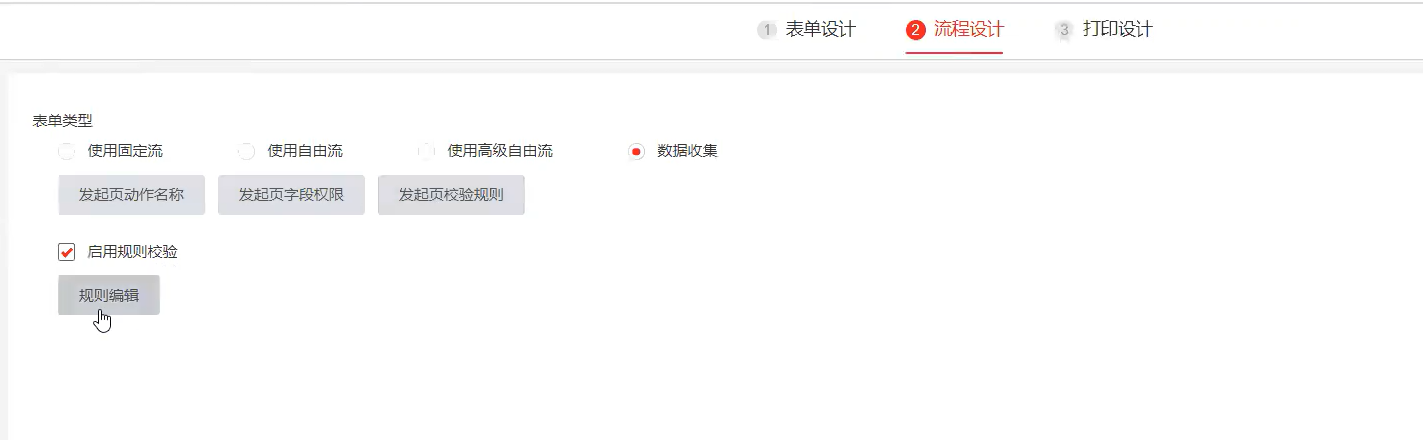 1 表单设计 2 流程设计 3 打印设计
表单类型
使用固定流 使用自由流 使用高级自由流 数据收集
发起页动作名称 发起页字段权限 发起页校验规则
启用规则校验
规则编辑